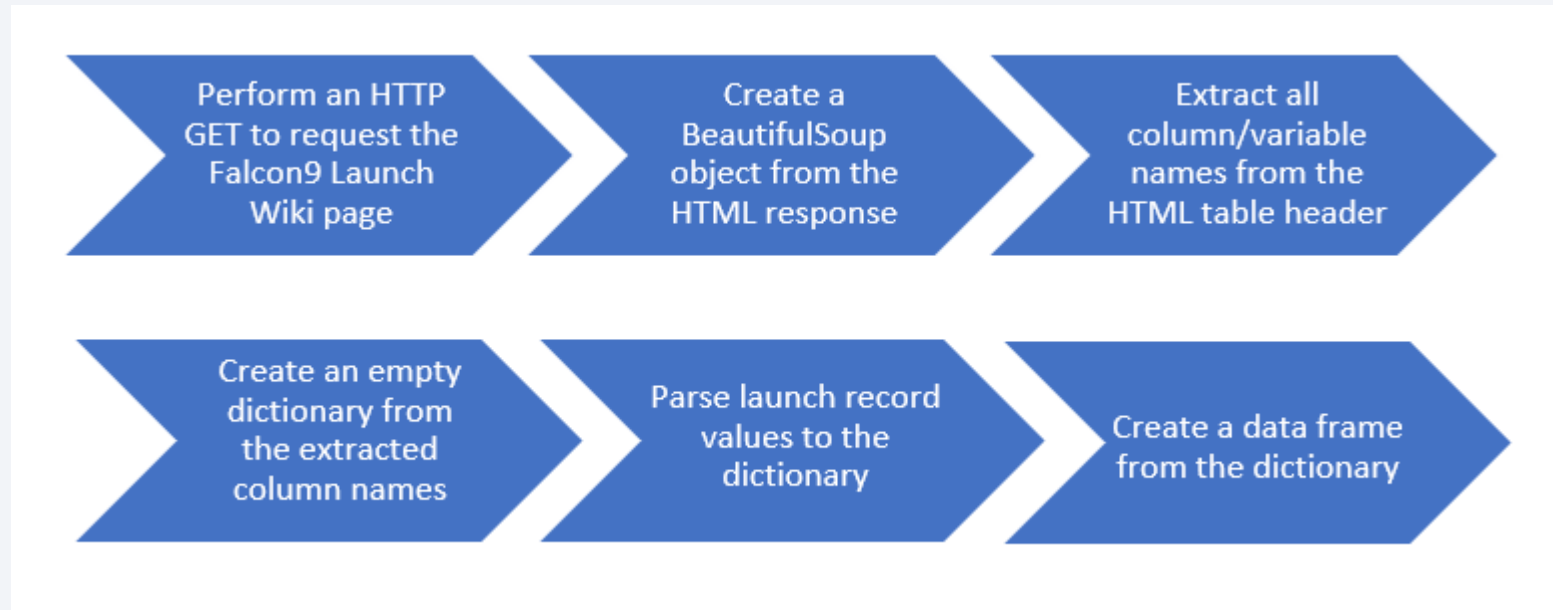 Perform an HTTP
GET to request the
Falcon9 Launch
Wiki page
Create a
BeautifulSoup
object from the
HTML response
Extract all
column/variable
names from the
HTML table header
Create an empty
dictionary from
the extracted
column names
Parse launch record
values to the
dictionary
Create a data frame
from the dictionary